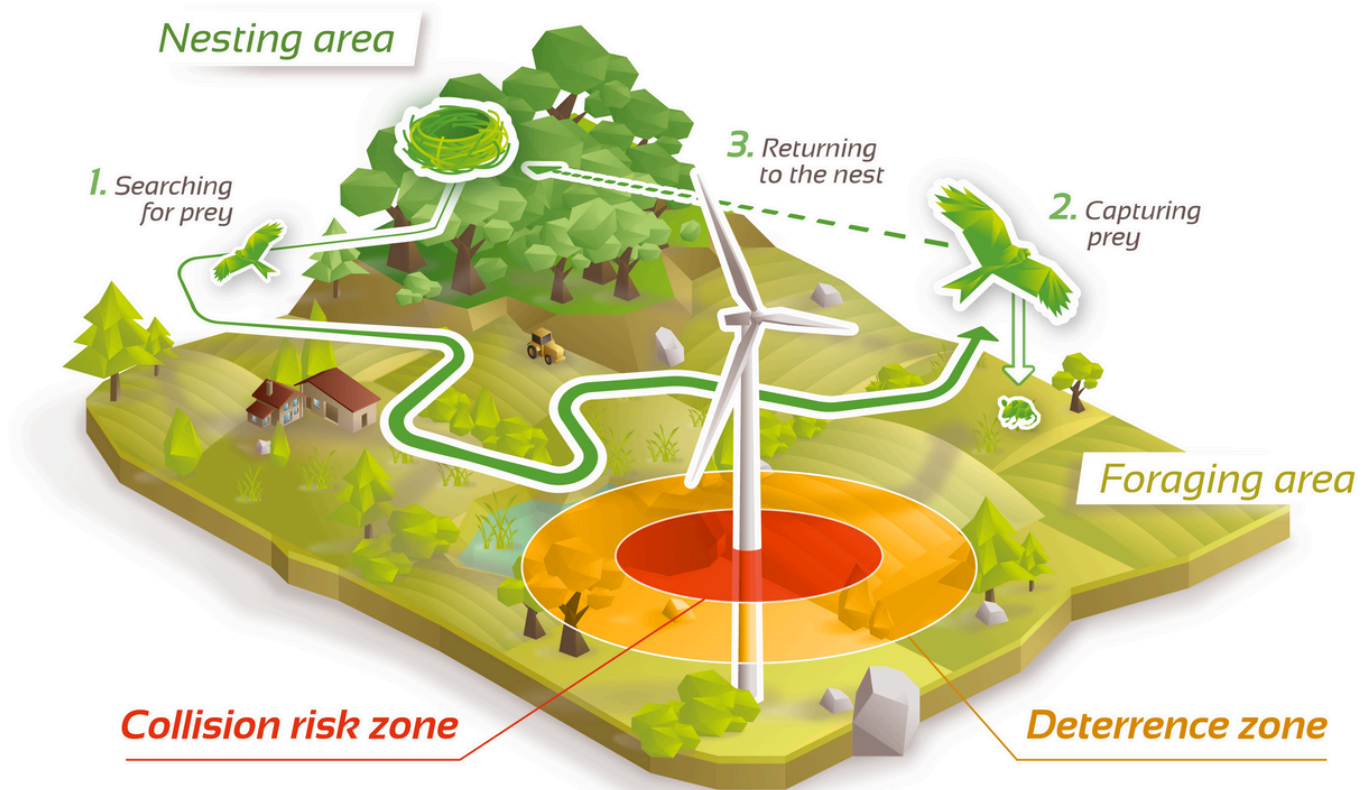 Nesting area
1. Searching
for prey
3. Returning
to the nest
2. Capturing
prey
Foraging area
Collision risk zone
Deterrence zone